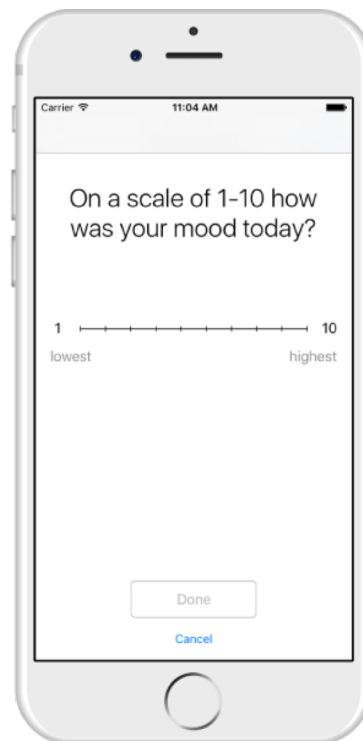 Carrier 11:04 AM
On a scale of 1-10 how
was your mood today?
1 10
lowest highest
Done
Cancel